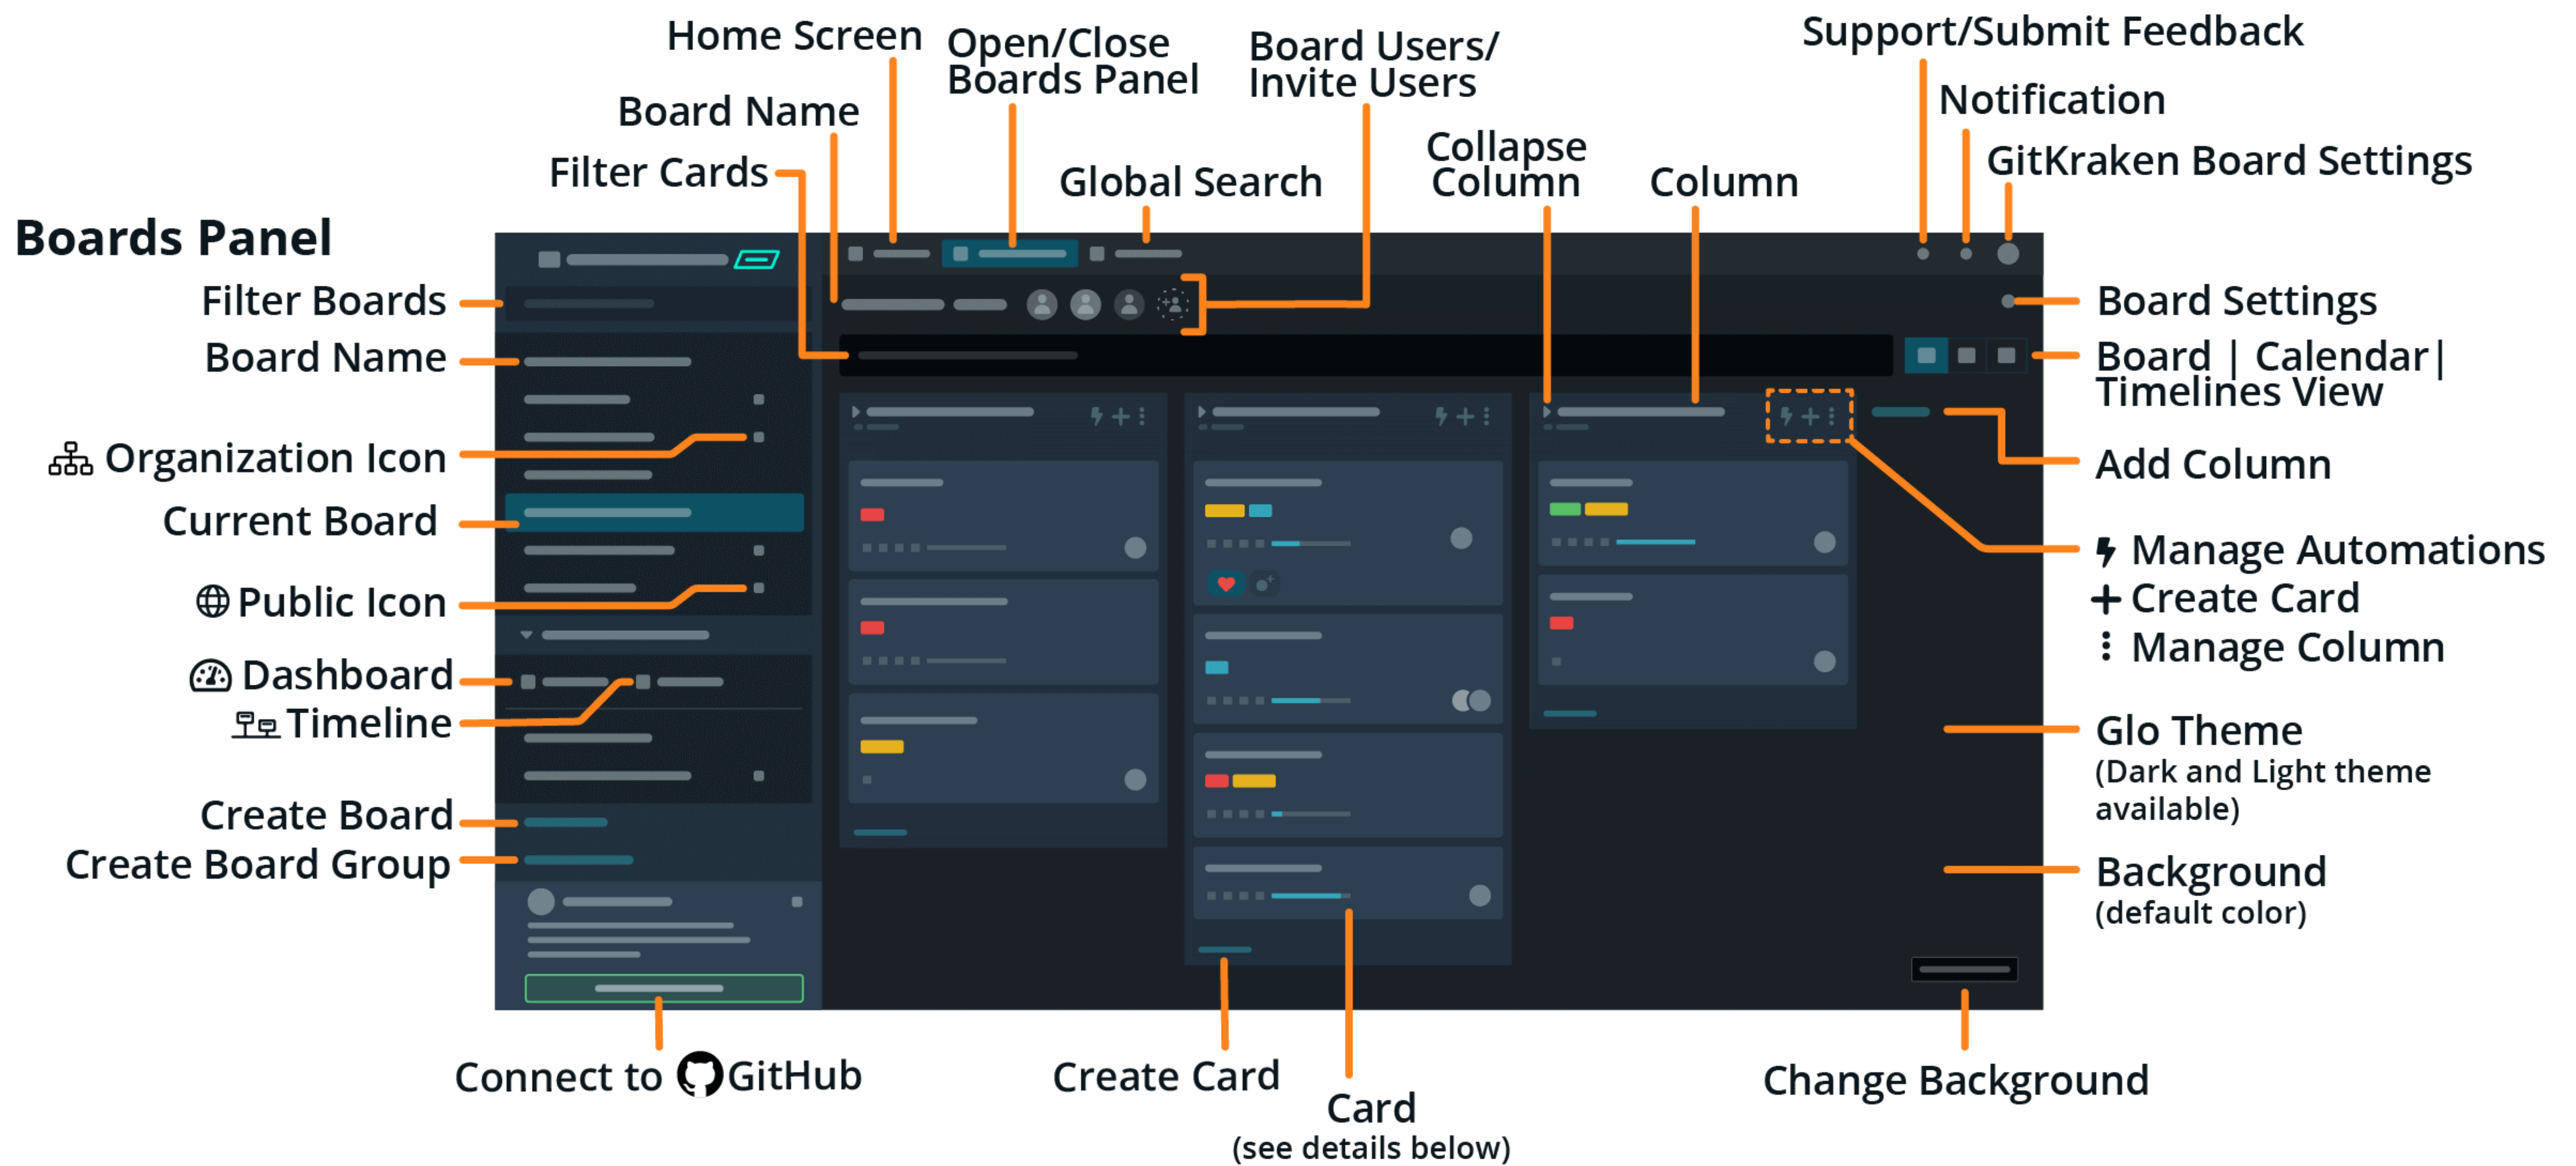 Home Screen
Open/Close
Boards Panel
Board Users/
Invite Users
Support/Submit Feedback
Board Name
Notification
Filter Cards
Global Search
Collapse
Column
Column
GitKraken Board Settings
Boards Panel
Filter Boards
Board Name
Organization Icon
Current Board
Public Icon
Dashboard
Timeline
Create Board
Create Board Group
Board Settings
Board | Calendar|
Timelines View
Add Column
Manage Automations
Create Card
Manage Column
Glo Theme
(Dark and Light theme
available)
Background
(default color)
Connect to GitHub
Create Card
Card
(see details below)
Change Background